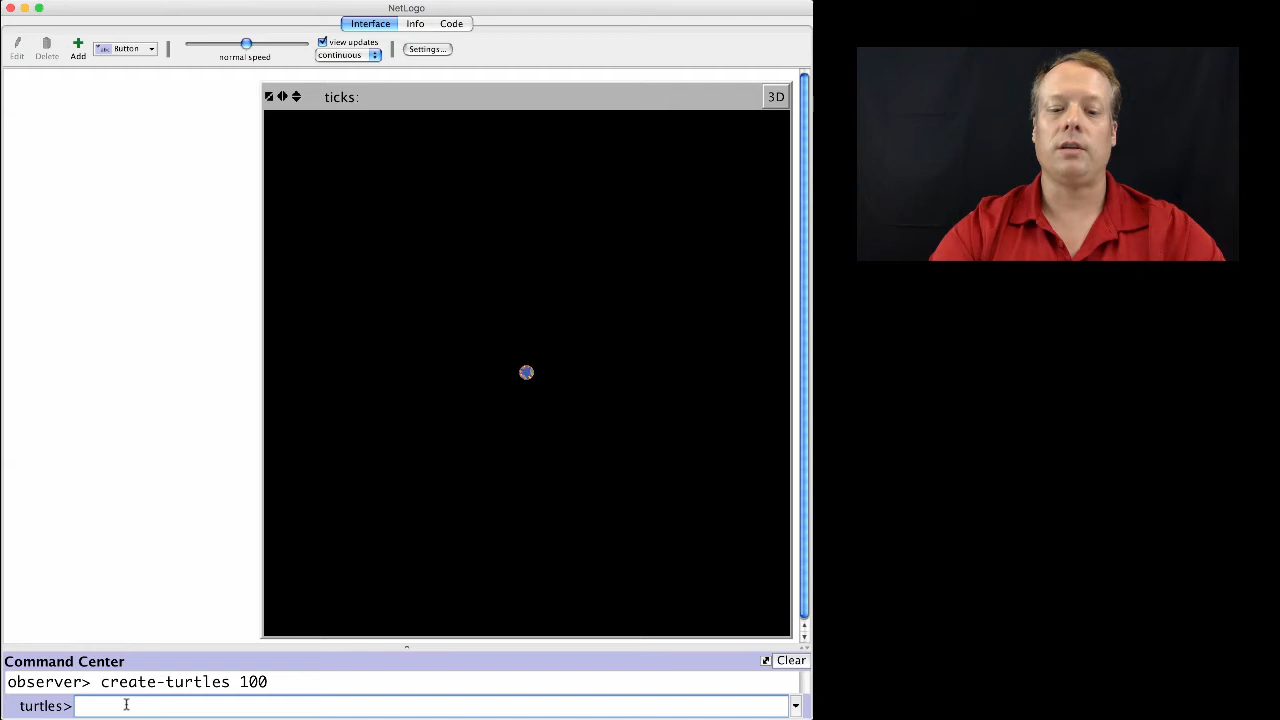 NetLogo
Interface Info Code
Edit Delete Add abc Button normal speed view updates continuous Settings...
ticks: 3D
Command Center Clear
observer> create-turtles 100
turtles>